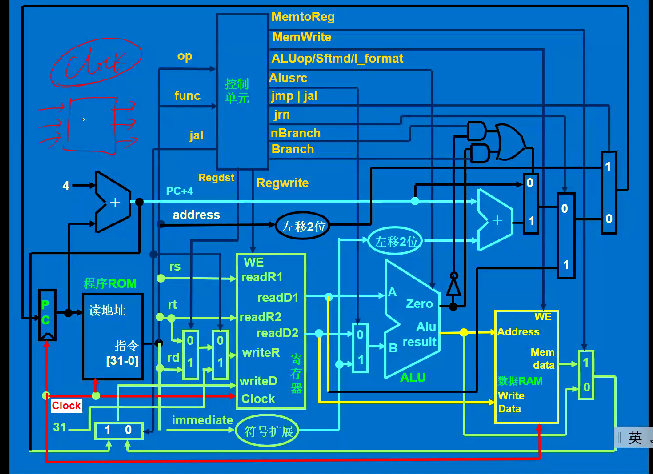 MemtoReg
MemWrite
ALUop/Sftmd/I_format
Alusrc
jmp | jal
jrn
nBranch
Branch
op
func
jal
控制
单元
Regdst
Regwrite
4
+
PC+4
address
左移2位
左移2位
+
0
1
0
1
1
0
程序ROM
P
C
读地址
指令
[31-0]
rs
rt
rd
0
1
0
1
WE
readR1
readD1
readR2
readD2
writeR
writeD
Clock
寄
存
器
0
1
A
B
Zero
Alu
result
ALU
WE
Address
Mem
data
数据RAM
Write
Data
1
0
Clock
31
1 0
immediate
符号扩展
英